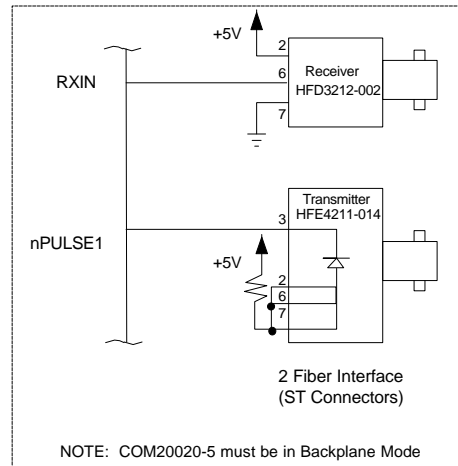 +5V
2
Receiver
HFD3212-002
6
RXIN
7
Transmitter
HFE4211-014
3
nPULSE1
+5V
2
6
7
2 Fiber Interface
(ST Connectors)
NOTE: COM20020-5 must be in Backplane Mode